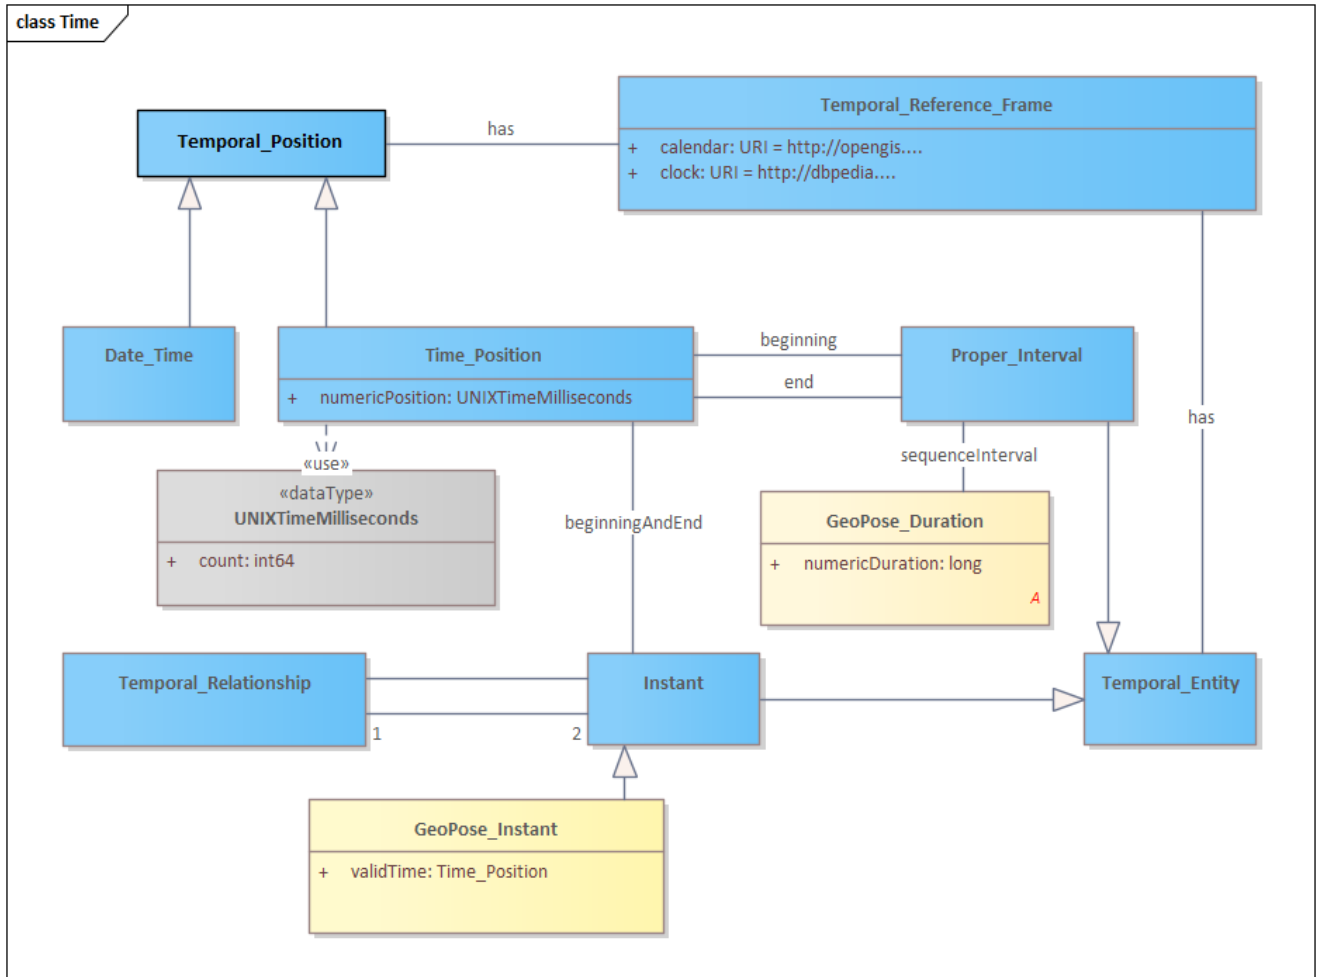 class Time
Temporal_Reference_Frame
+ calendar: URI = http://opengis....
+ clock: URI = http://dbpedia....
Temporal_Position
has
Date_Time
Time_Position
+ numericPosition: UNIXTimeMilliseconds
beginning
end
Proper_Interval
has
«use»
«dataType»
UNIXTimeMilliseconds
+ count: int64
beginningAndEnd
sequenceInterval
GeoPose_Duration
+ numericDuration: long
A
Temporal_Relationship
1
2
Instant
Temporal_Entity
GeoPose_Instant
+ validTime: Time_Position